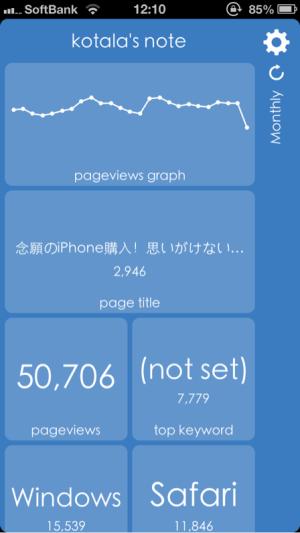 SoftBank 12:10 85%
kotala's note
Monthly
pageviews graph
念願のiPhone購入！思いがけない...
2,946
page title
50,706
pageviews
(not set)
7,779
top keyword
Windows
15,539
Safari
11,846